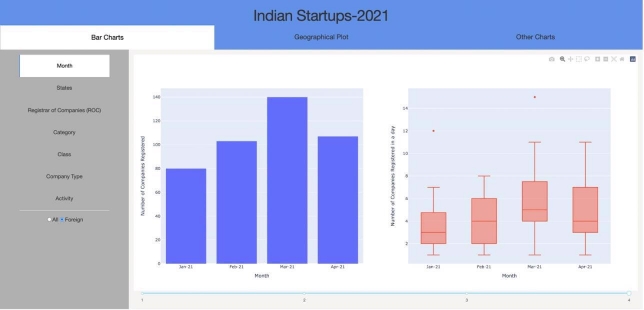 Indian Startups-2021
Bar Charts
Geographical Plot
Other Charts
Month
States
Registrar of Companies (ROC)
Category
Class
Company Type
Activity
All Foreign
Number of Companies Registered
140
120
100
80
60
40
20
0
Jan-21 Feb-21 Mar-21 Apr-21
Month
Number of Companies Registered in a day
14
12
10
8
6
4
2
Jan-21 Feb-21 Mar-21 Apr-21
Month
1 2 3 4